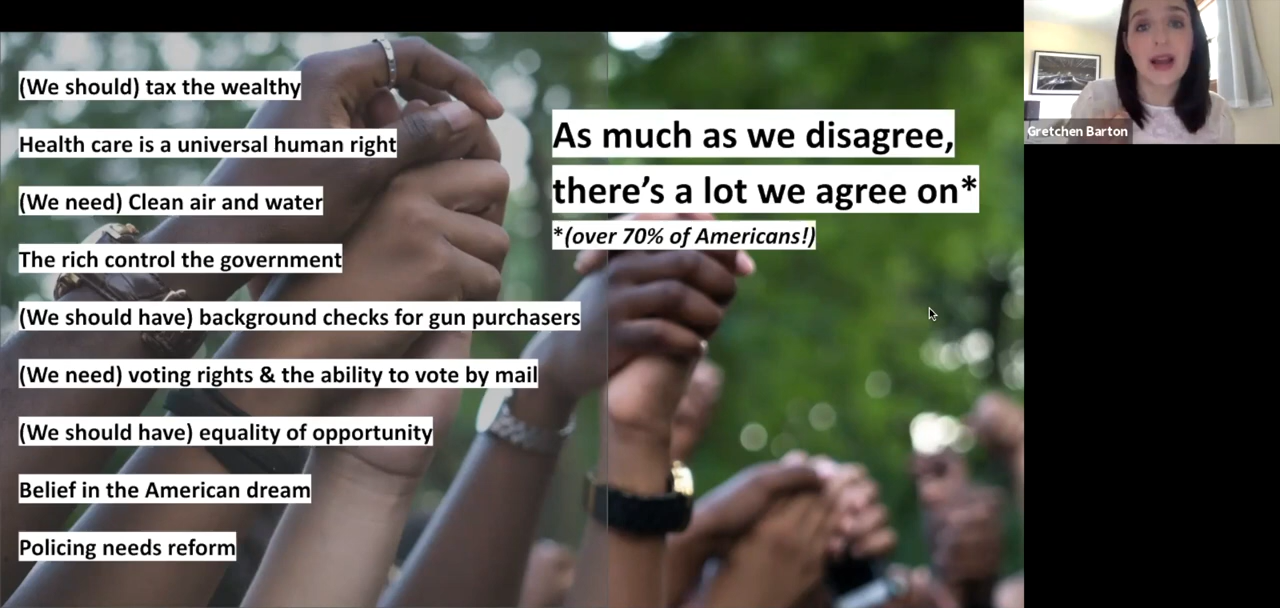 (We should) tax the wealthy
Health care is a universal human right
(We need) Clean air and water
The rich control the government
(We should have) background checks for gun purchasers
(We need) voting rights & the ability to vote by mail
(We should have) equality of opportunity
Belief in the American dream
Policing needs reform
As much as we disagree,
there’s a lot we agree on*
*(over 70% of Americans!)
Gretchen Barton